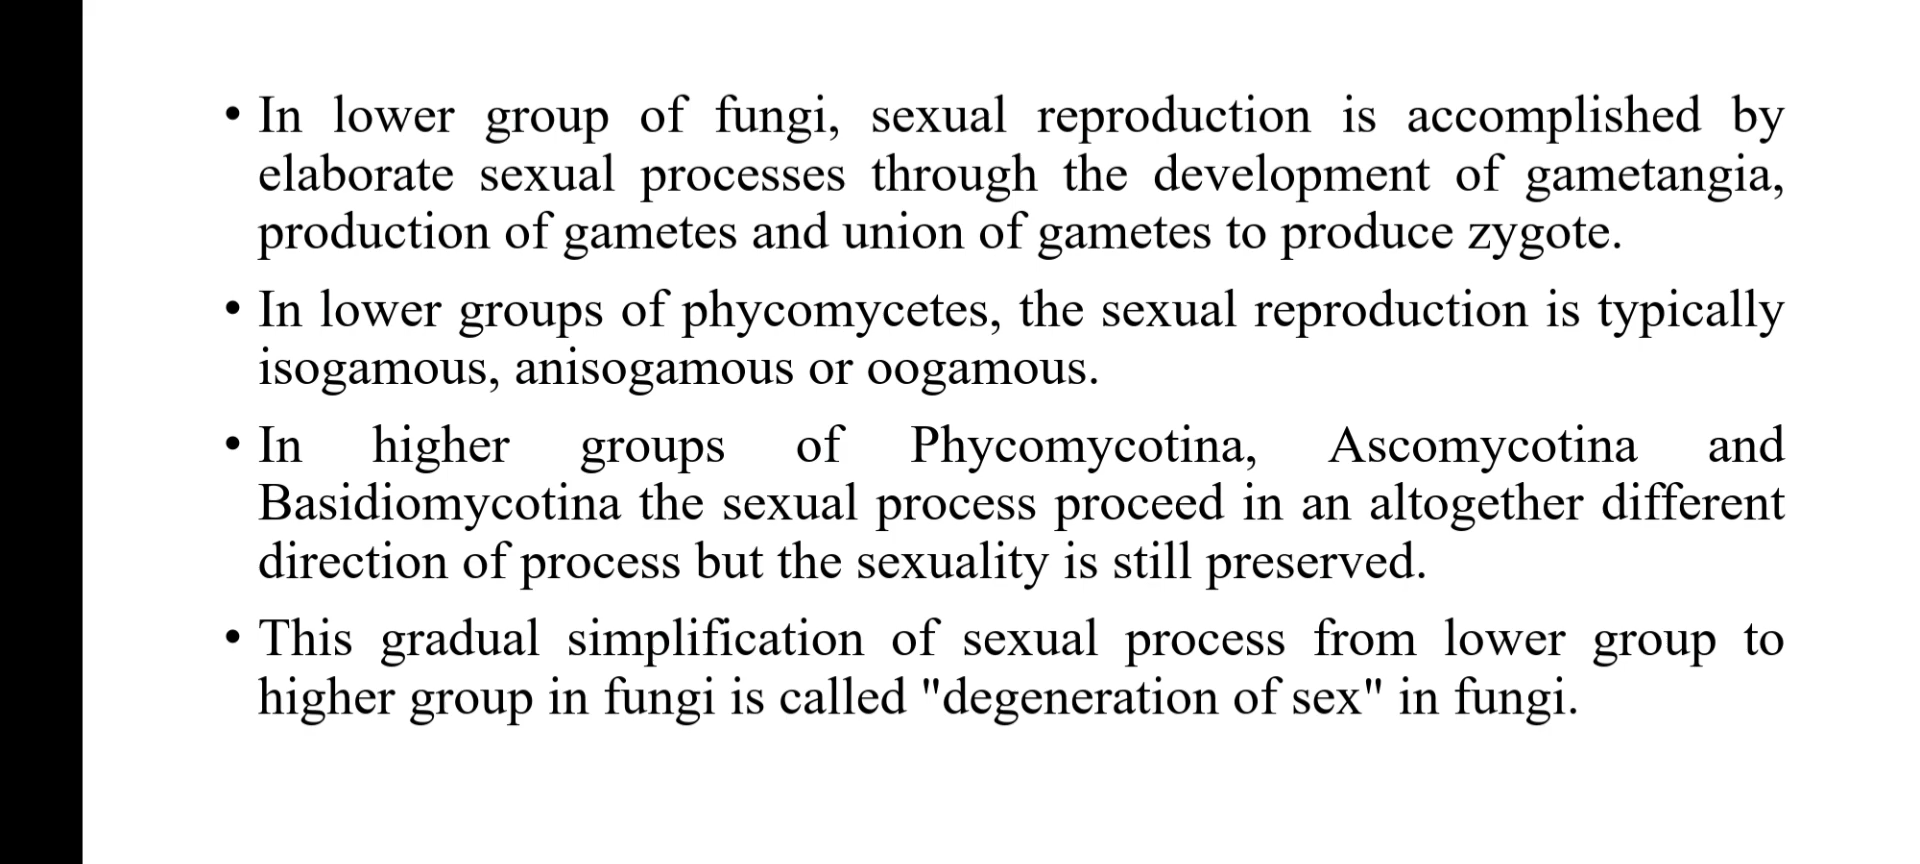 • In lower group of fungi, sexual reproduction is accomplished by
elaborate sexual processes through the development of gametangia,
production of gametes and union of gametes to produce zygote.
• In lower groups of phycomycetes, the sexual reproduction is typically
isogamous, anisogamous or oogamous.
• In higher groups of Phycomycotina, Ascomycotina and
Basidiomycotina the sexual process proceed in an altogether different
direction of process but the sexuality is still preserved.
• This gradual simplification of sexual process from lower group to
higher group in fungi is called "degeneration of sex" in fungi.